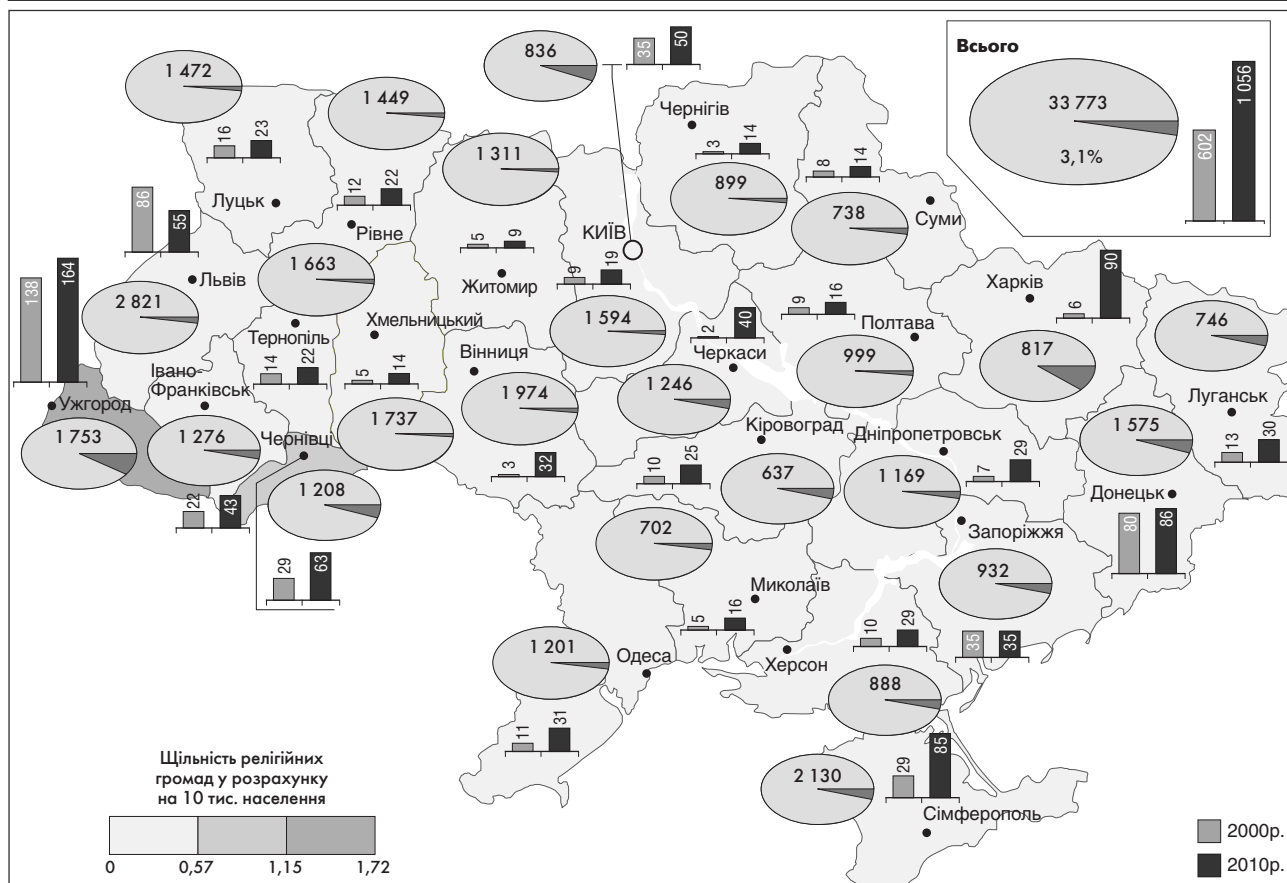 836
35
50
Всього
33 773
3,1%
602
1 056
1 472
16
23
Луцьк
1 449
12
22
Рівне
1 311
5
9
Житомир
КИЇВ
9
19
1 594
Чернігів
3
14
899
8
14
738
Суми
86
55
Львів
2 821
138
164
Ужгород
1 753
1 663
Тернопіль
14
22
Івано-
Франківськ
1 276
22
43
Хмельницький
5
14
1 737
Чернівці
1 208
29
63
Вінниця
1 974
3
32
2
40
Черкаси
1 246
9
16
Полтава
999
Харків
6
90
817
746
Луганськ
13
30
Кіровоград
10
25
637
Дніпропетровськ
1 169
7
29
1 575
Донецьк
80
86
702
Миколаїв
5
16
Запоріжжя
932
35
35
1 201
Одеса
11
31
Херсон
10
29
888
2 130
29
85
Сімферополь
Щільність релігійних
громад у розрахунку
на 10 тис. населення
0
0,57
1,15
1,72
2000р.
2010р.